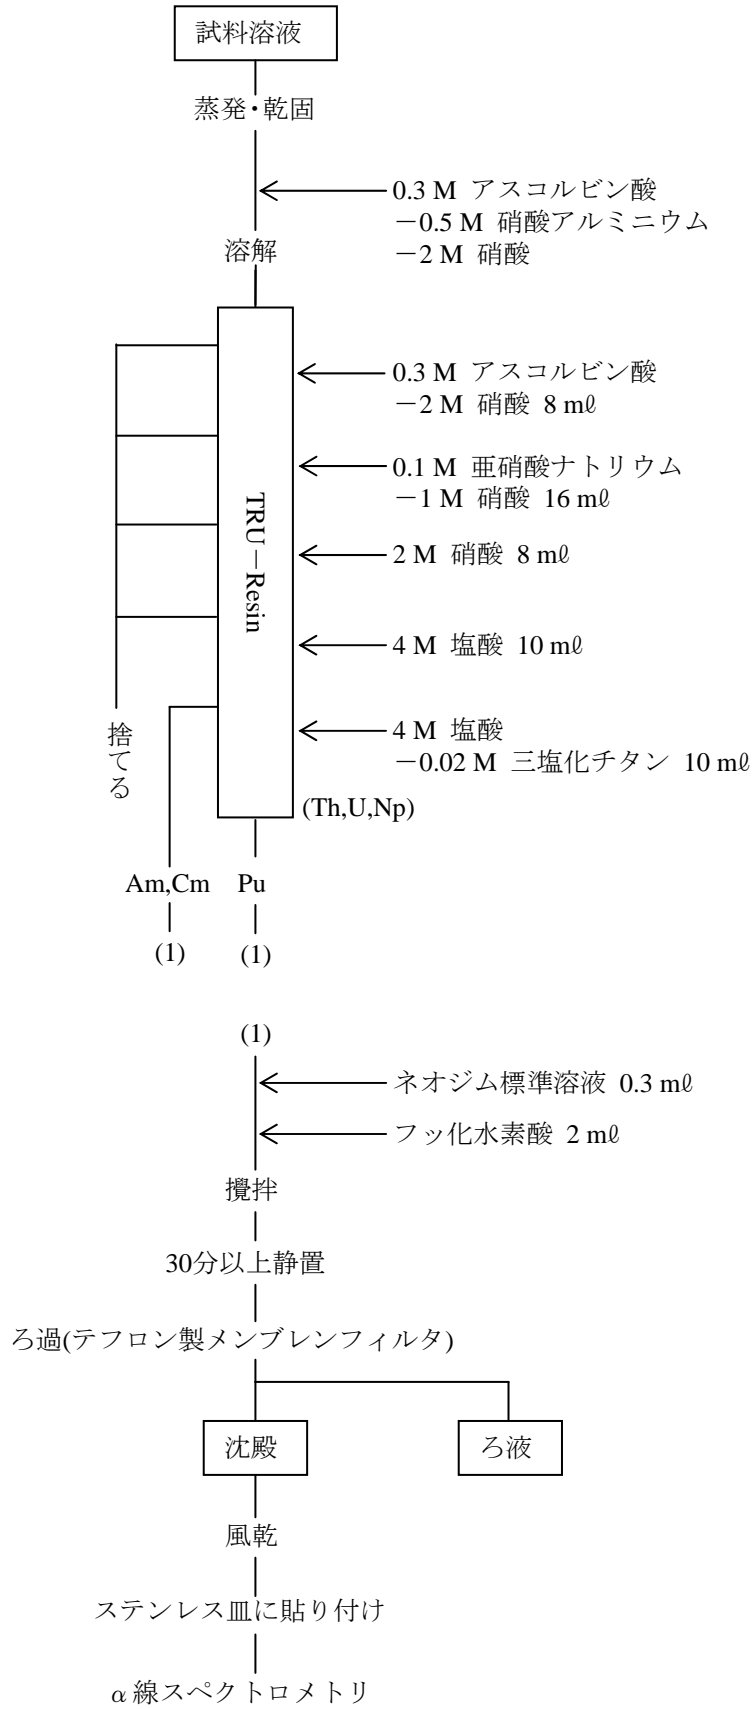 試料溶液
蒸発・乾固
0.3 M アスコルビン酸
－0.5 M 硝酸アルミニウム
－2 M 硝酸
溶解
0.3 M アスコルビン酸
－2 M 硝酸 8 mℓ
0.1 M 亜硝酸ナトリウム
－1 M 硝酸 16 mℓ
TRU－Resin
2 M 硝酸 8 mℓ
4 M 塩酸 10 mℓ
4 M 塩酸
－0.02 M 三塩化チタン 10 mℓ
捨てる
(Th,U,Np)
Am,Cm
Pu
(1)
(1)
(1)
ネオジム標準溶液 0.3 mℓ
フッ化水素酸 2 mℓ
攪拌
30分以上静置
ろ過(テフロン製メンブレンフィルタ)
沈殿
ろ液
風乾
ステンレス皿に貼り付け
α線スペクトロメトリ